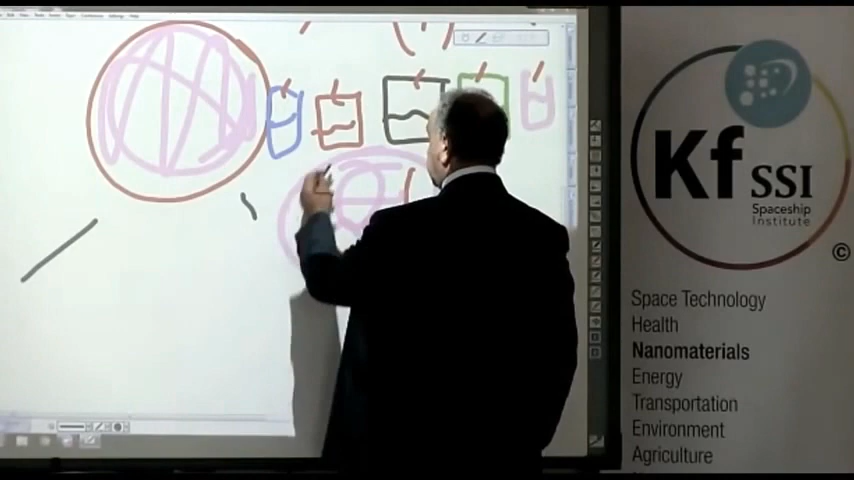 Kf SSI
Spaceship
Institute
©
Space Technology
Health
Nanomaterials
Energy
Transportation
Environment
Agriculture